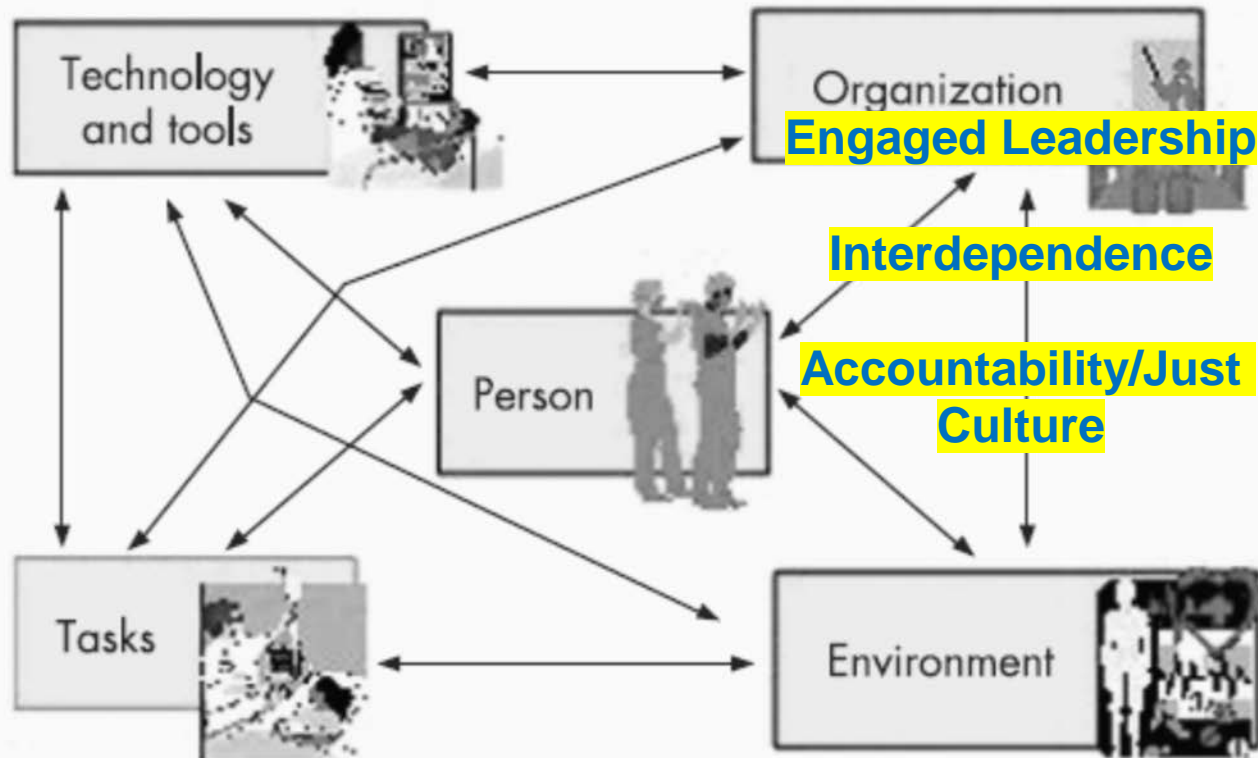 Technology
and tools
Organization
Engaged Leadership
Interdependence
Person
Accountability/Just
Culture
Tasks
Environment